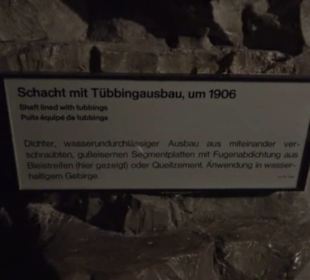 Schacht mit Tübbingausbau, um 1906
Shaft lined with tubbings
Puits équipé de tubbings
Dichter, wasserundurchlässiger Ausbau aus miteinander ver-
schraubten, gußeisernen Segmentplatten mit Fugenabdichtung aus
Bleistreifen (hier gezeigt) oder Quellzement. Anwendung in wasser-
haltigem Gebirge.